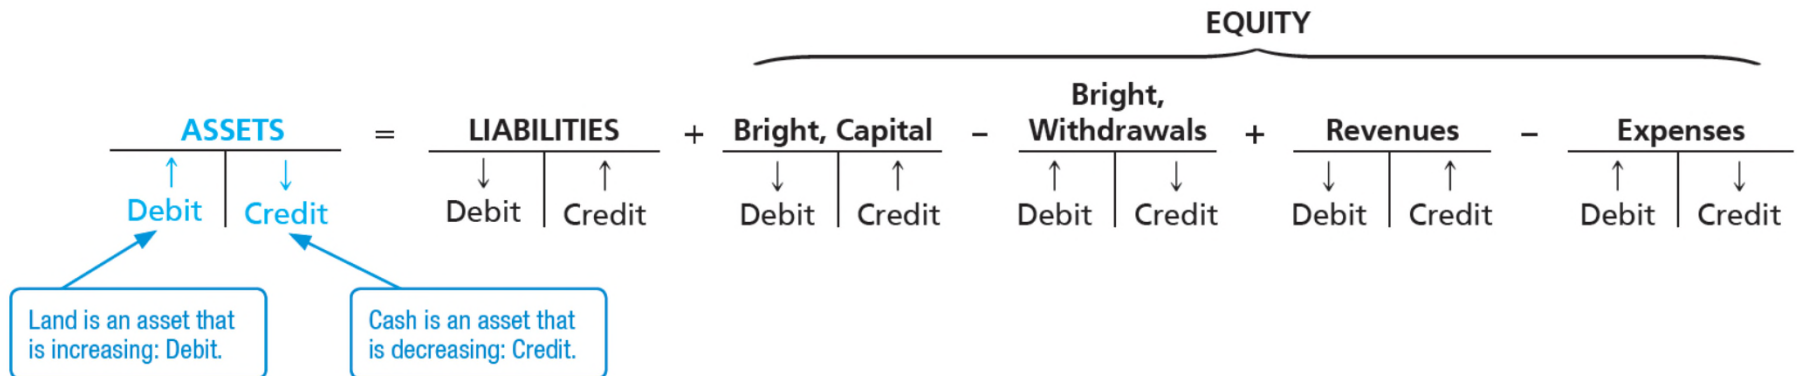 EQUITY
ASSETS = LIABILITIES + Bright, Capital – Bright, Withdrawals + Revenues – Expenses
↑ ↓ ↓ ↑ ↓ ↑ ↑ ↓ ↓ ↑ ↑ ↓
Debit Credit Debit Credit Debit Credit Debit Credit Debit Credit Debit Credit
Land is an asset that
is increasing: Debit.
Cash is an asset that
is decreasing: Credit.